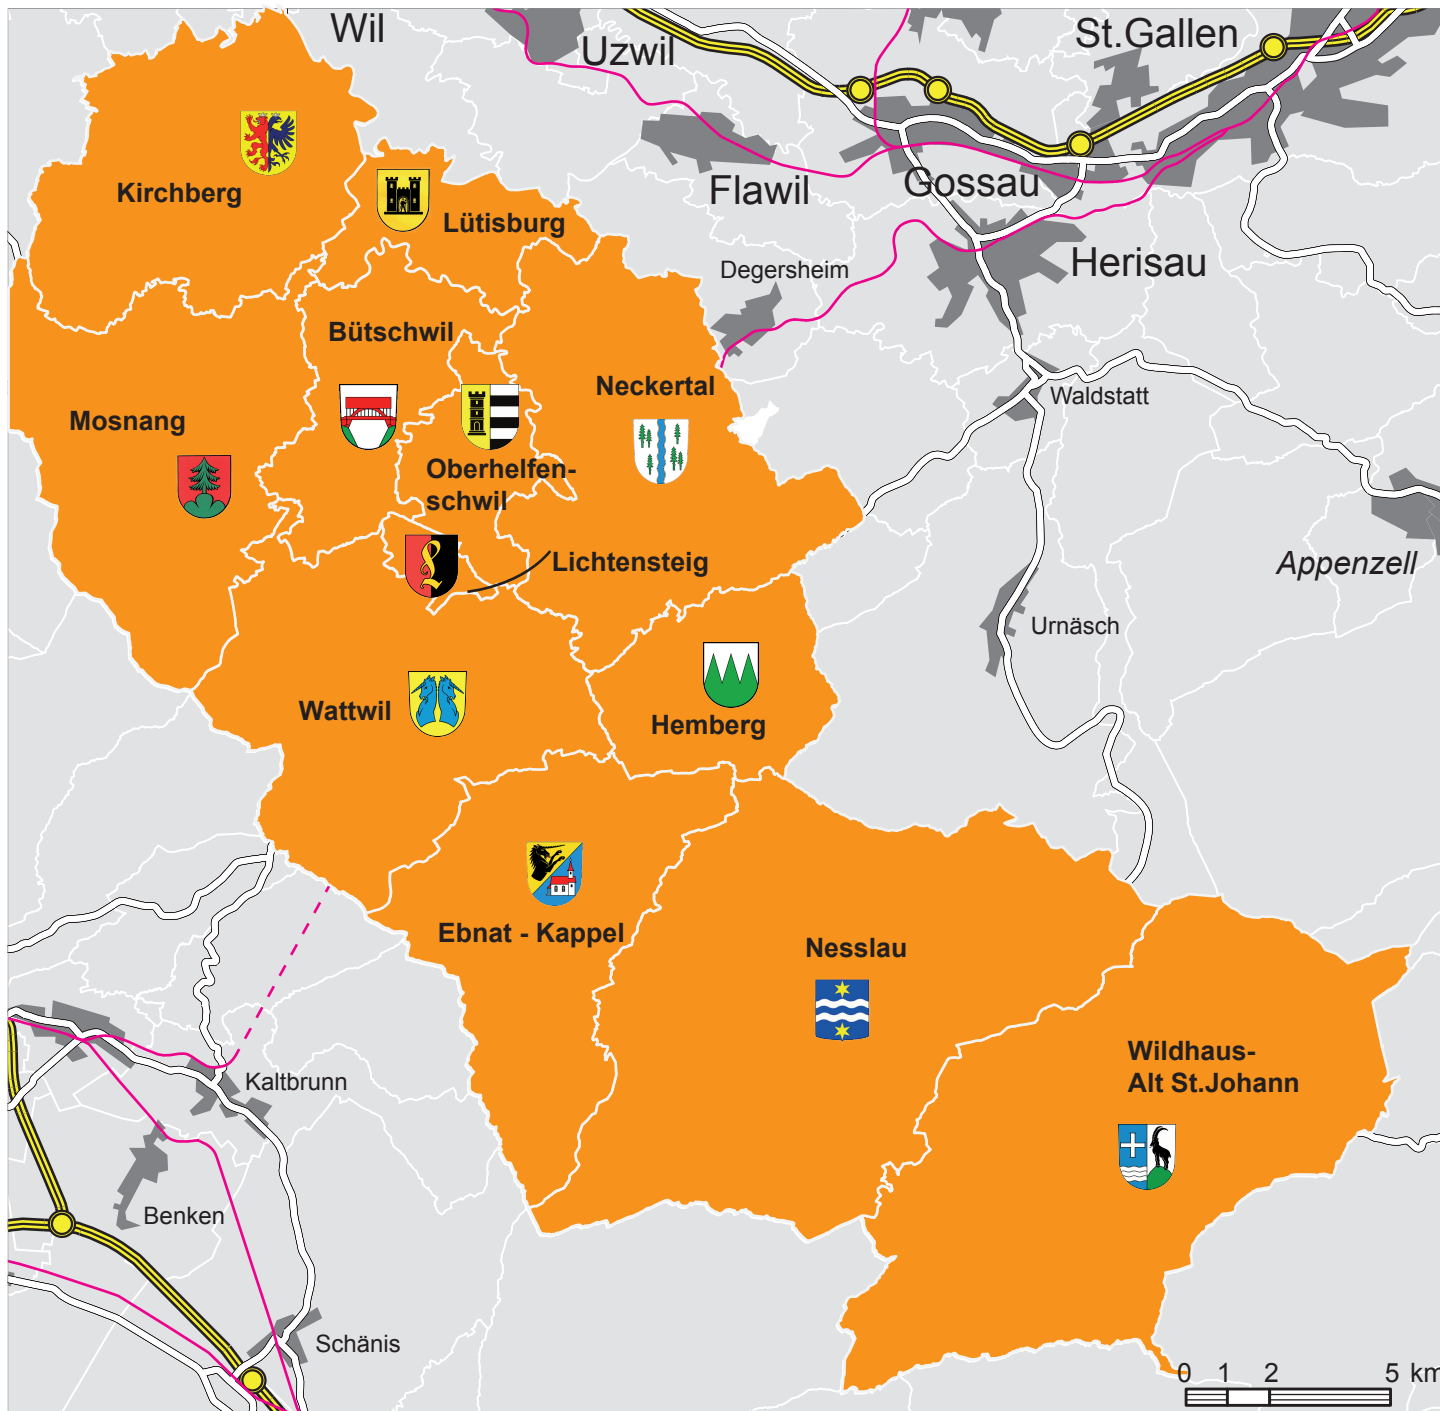 Wil
Uzwil
St.Gallen
Kirchberg
Flawil
Gossau
Lütisburg
Degersheim
Herisau
Bütschwil
Neckertal
Waldstatt
Mosnang
Oberhelfen-
schwil
Lichtensteig
Appenzell
Urnäsch
Wattwil
Hemberg
Ebnat - Kappel
Nesslau
Wildhaus-
Alt St.Johann
Kaltbrunn
Benken
Schänis
0 1 2 5 km